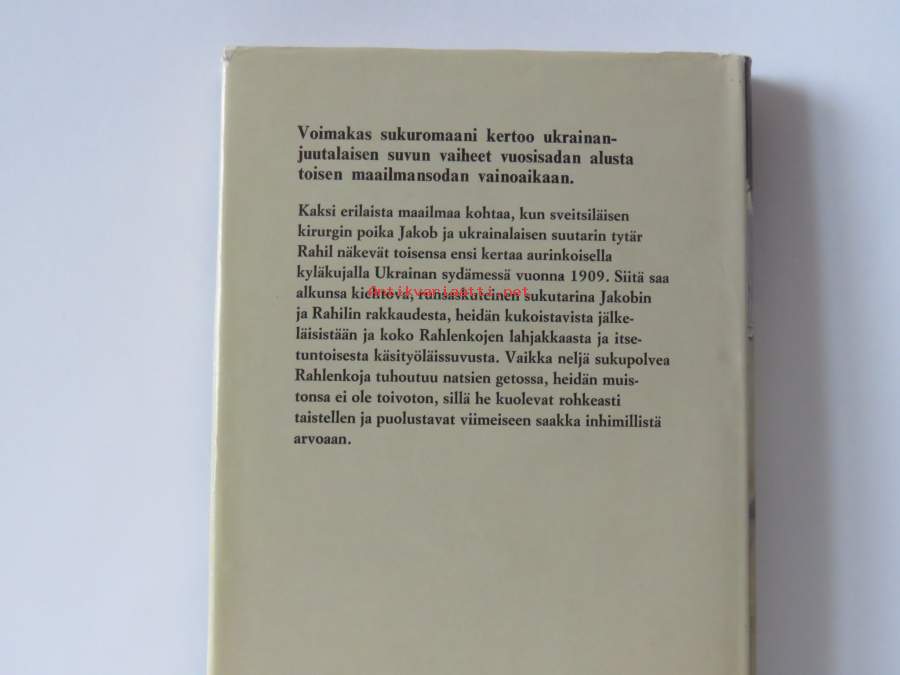 Voimakas sukuromaani kertoo ukrainan-
juutalaisen suvun vaiheet vuosisadan alusta
toisen maailmansodan vainoaikaan.
Kaksi erilaista maailmaa kohtaa, kun sveitsiläisen
kirurgin poika Jakob ja ukrainalaisen suutarin tytär
Rahil näkevät toisensa ensi kertaa aurinkoisella
kyläkujalla Ukrainan sydämessä vuonna 1909. Siitä saa
Antikvariaatti.net
alkunsa kiehtova, runsaskuteinen sukutarina Jakobin
ja Rahilin rakkaudesta, heidän kukoistavista jälke-
läisistään ja koko Rahlenkojen lahjakkaasta ja itse-
tuntoisesta käsityöläissuvusta. Vaikka neljä sukupolvea
Rahlenkoja tuhoutuu natsien getossa, heidän muis-
tonsa ei ole toivoton, sillä he kuolevat rohkeasti
taistellen ja puolustavat viimeiseen saakka inhimillistä
arvoaan.